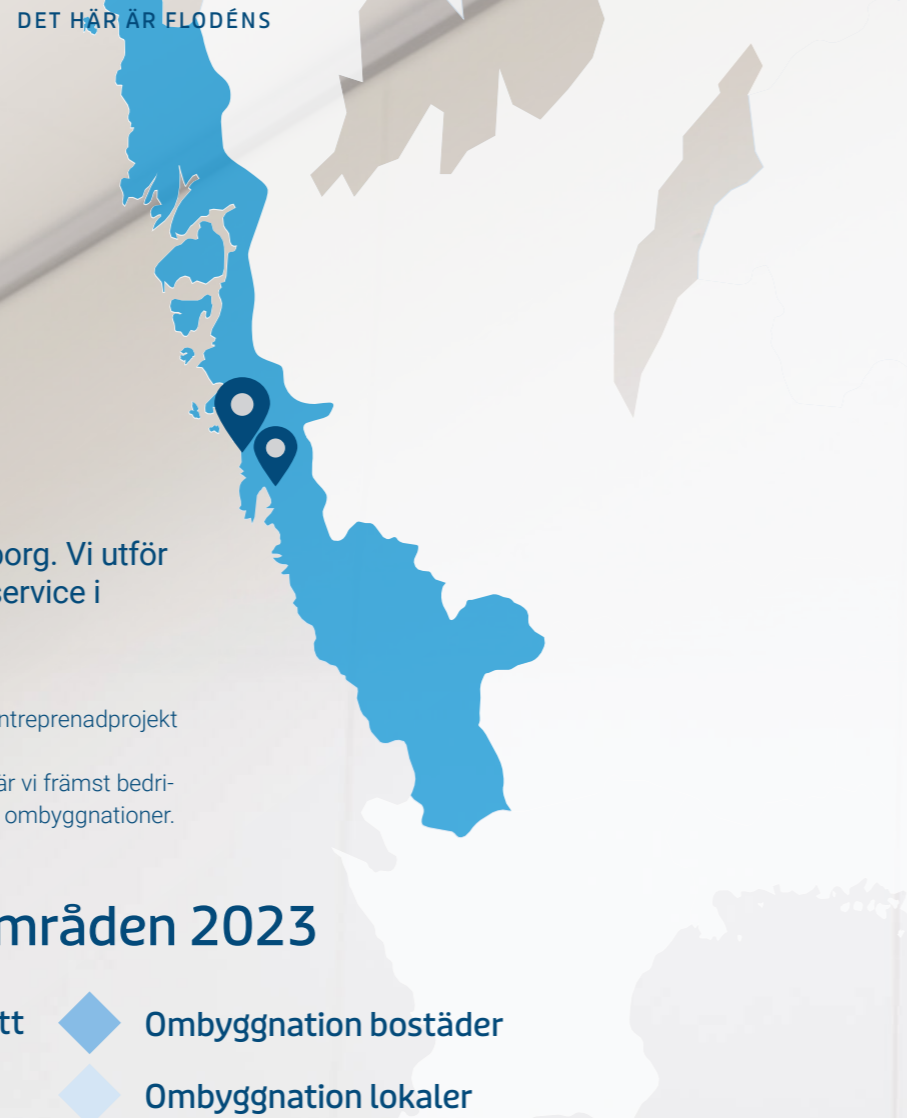 DET HÄR ÄR FLODÉNS
borg. Vi utför
service i
ntreprenadprojekt
är vi främst bedri-
ombyggnationer.
mråden 2023
tt
Ombyggnation bostäder
Ombyggnation lokaler